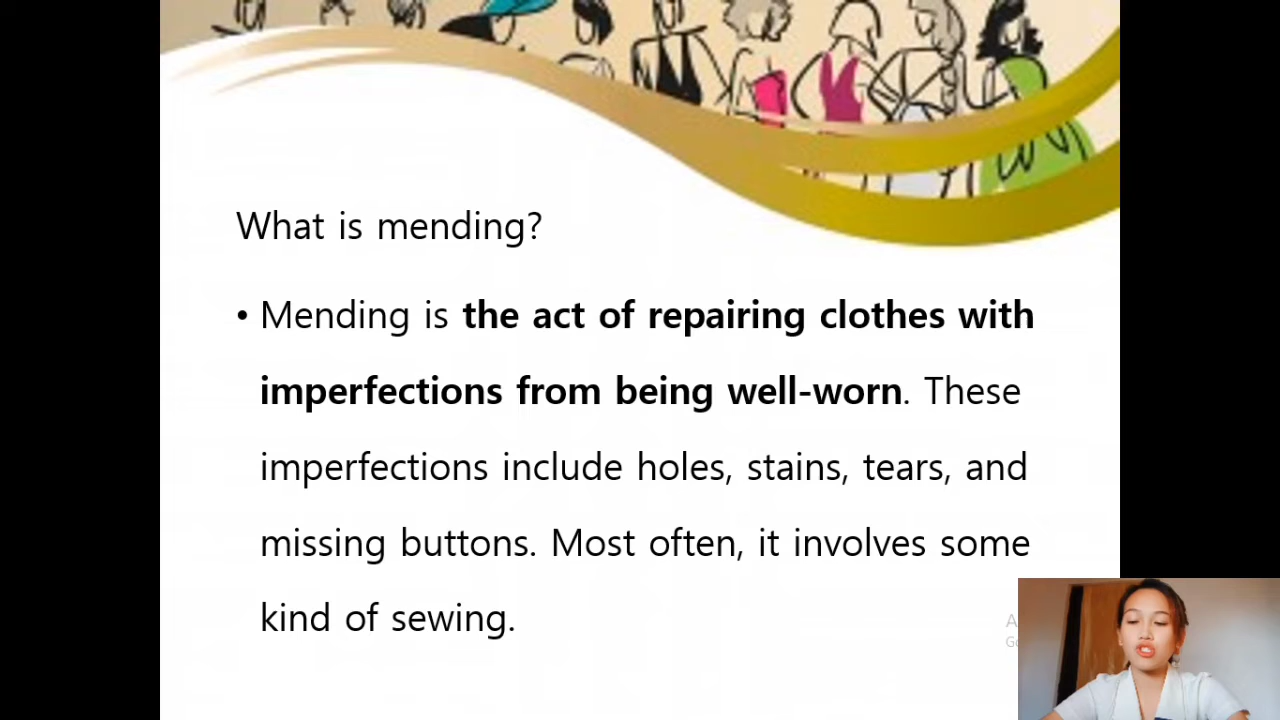 What is mending?
• Mending is the act of repairing clothes with
imperfections from being well-worn. These
imperfections include holes, stains, tears, and
missing buttons. Most often, it involves some
kind of sewing.